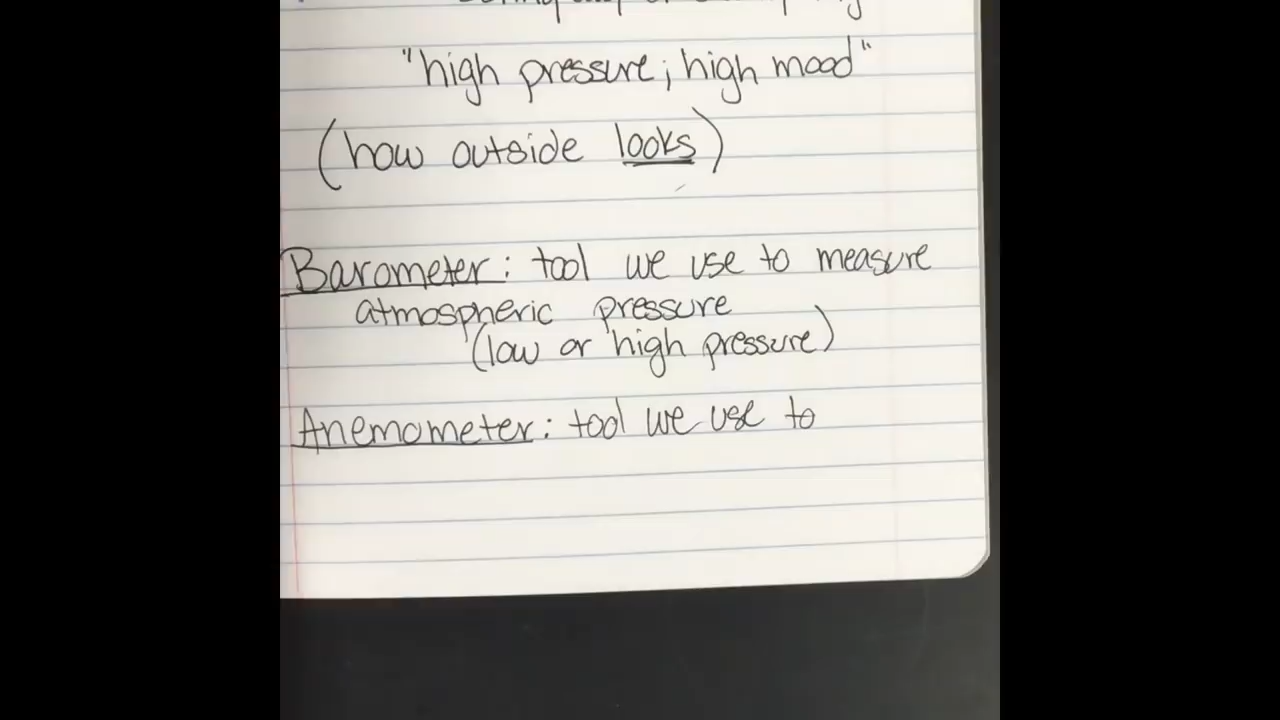 "high pressure; high mood"
(how outside looks)
Barometer: tool we use to measure
atmospheric pressure
(low or high pressure)
Anemometer: tool we use to